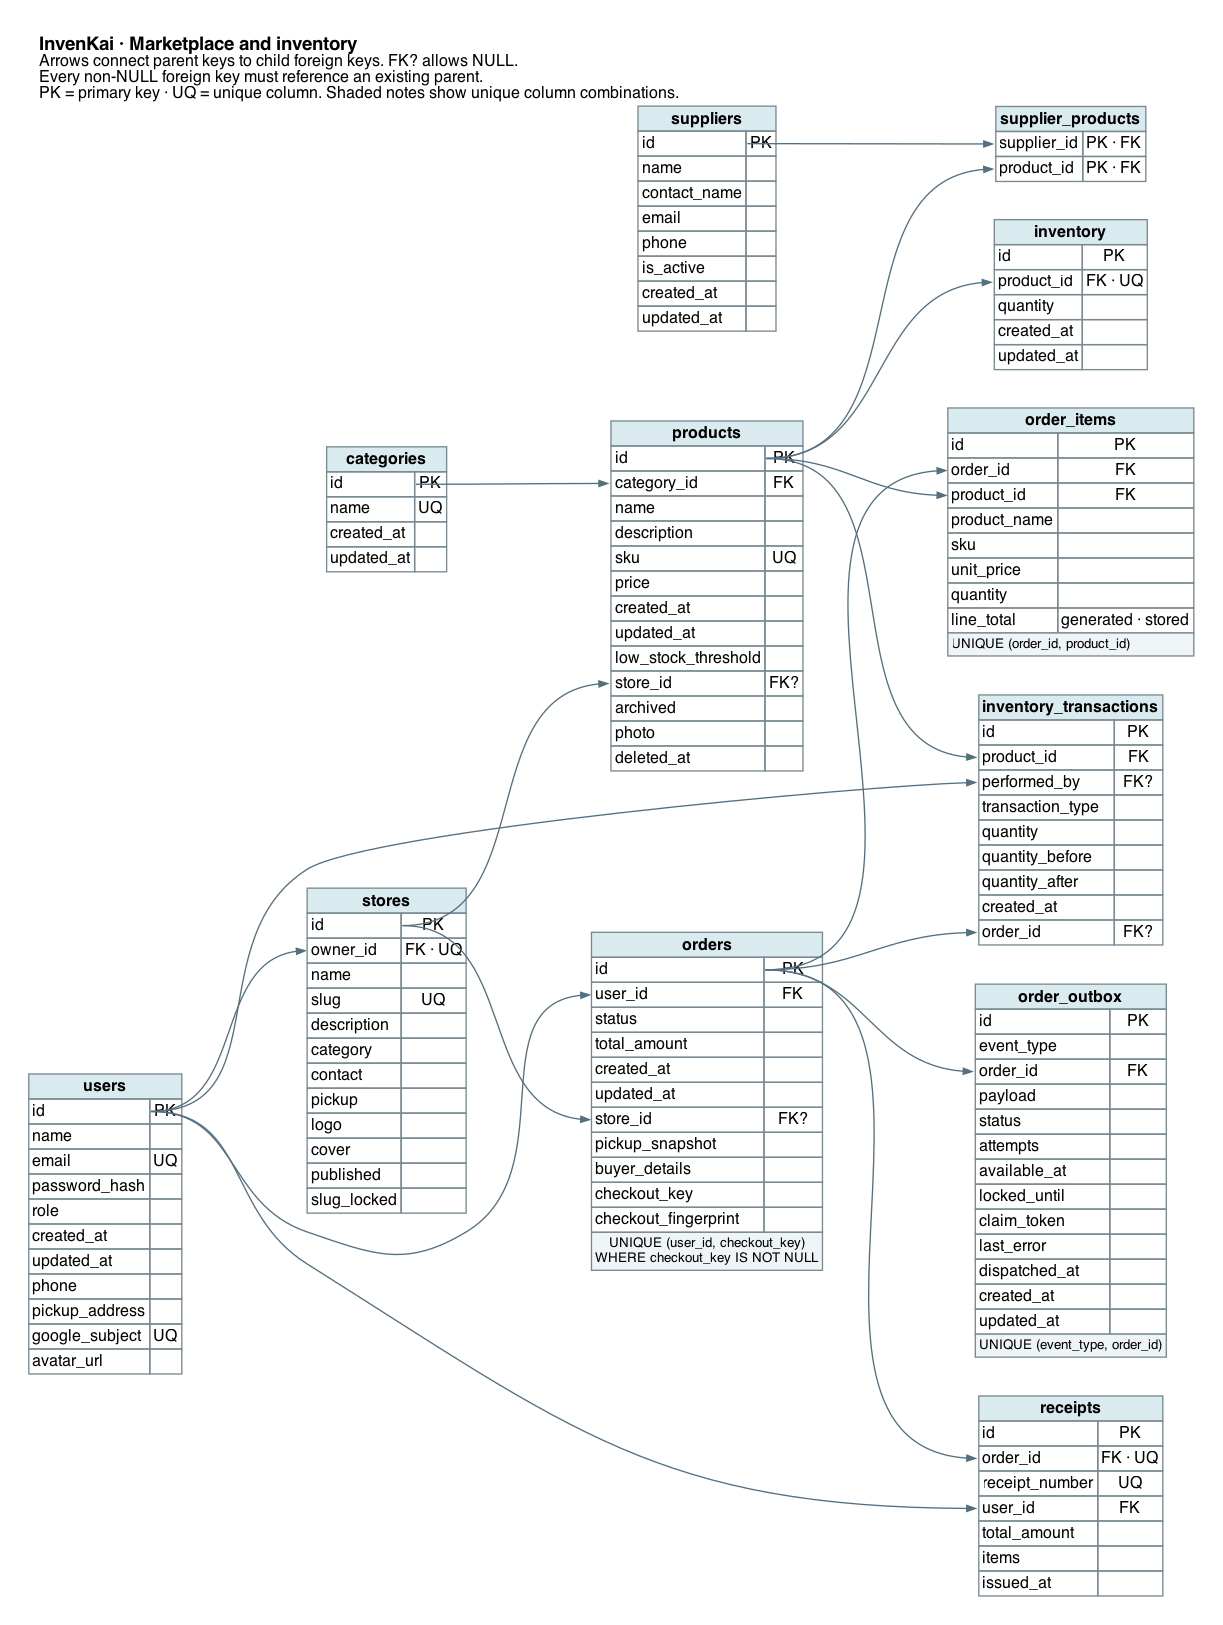 InvenKai · Marketplace and inventory
Arrows connect parent keys to child foreign keys. FK? allows NULL.
Every non-NULL foreign key must reference an existing parent.
PK = primary key · UQ = unique column. Shaded notes show unique column combinations.
suppliers
id PK
name
contact_name
email
phone
is_active
created_at
updated_at
supplier_products
supplier_id PK · FK
product_id PK · FK
inventory
id PK
product_id FK · UQ
quantity
created_at
updated_at
categories
id PK
name UQ
created_at
updated_at
products
id PK
category_id FK
name
description
sku UQ
price
created_at
updated_at
low_stock_threshold
store_id FK?
archived
photo
deleted_at
order_items
id PK
order_id FK
product_id FK
product_name
sku
unit_price
quantity
line_total generated · stored
UNIQUE (order_id, product_id)
inventory_transactions
id PK
product_id FK
performed_by FK?
transaction_type
quantity
quantity_before
quantity_after
created_at
order_id FK?
stores
id PK
owner_id FK · UQ
name
slug UQ
description
category
contact
pickup
logo
cover
published
slug_locked
orders
id PK
user_id FK
status
total_amount
created_at
updated_at
store_id FK?
pickup_snapshot
buyer_details
checkout_key
checkout_fingerprint
UNIQUE (user_id, checkout_key)
WHERE checkout_key IS NOT NULL
order_outbox
id PK
event_type
order_id FK
payload
status
attempts
available_at
locked_until
claim_token
last_error
dispatched_at
created_at
updated_at
UNIQUE (event_type, order_id)
users
id PK
name
email UQ
password_hash
role
created_at
updated_at
phone
pickup_address
google_subject UQ
avatar_url
receipts
id PK
order_id FK · UQ
receipt_number UQ
user_id FK
total_amount
items
issued_at